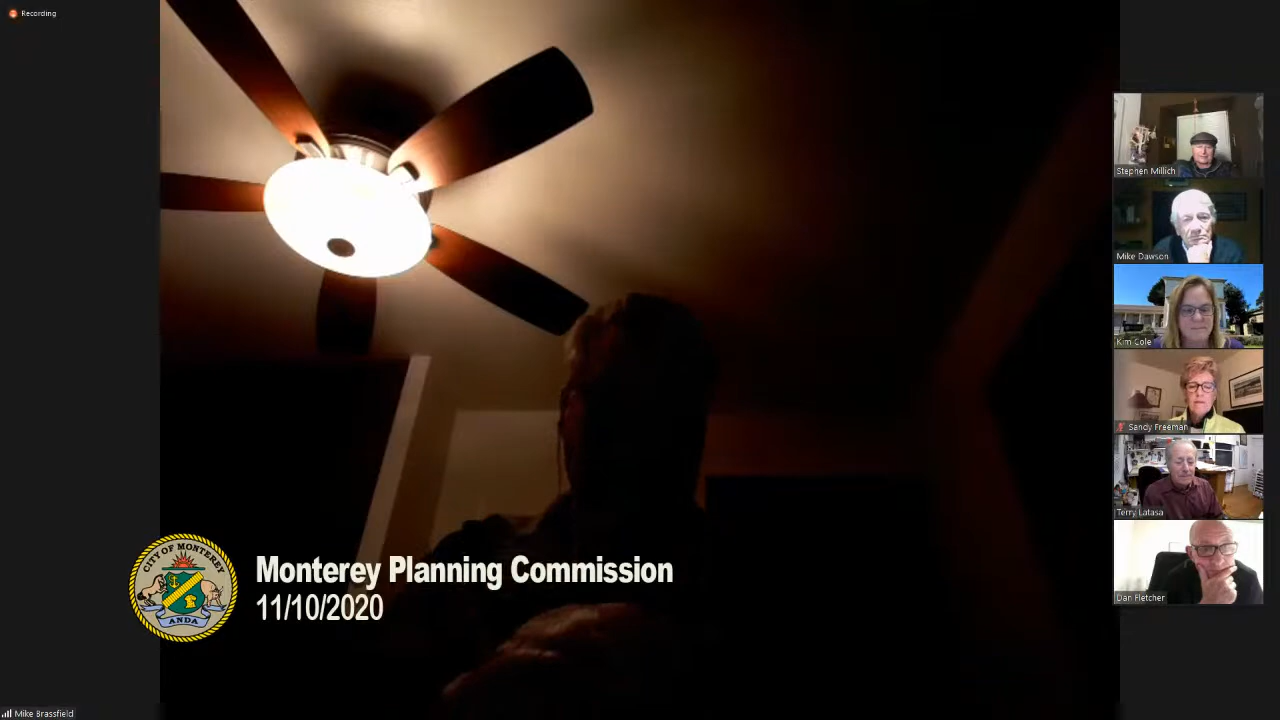 Recording
Stephen Millich
Mike Dawson
Kim Cole
Sandy Freeman
Terry Latasa
Dan Fletcher
CITY OF MONTEREY
ANDA
Monterey Planning Commission
11/10/2020
Mike Brassfield